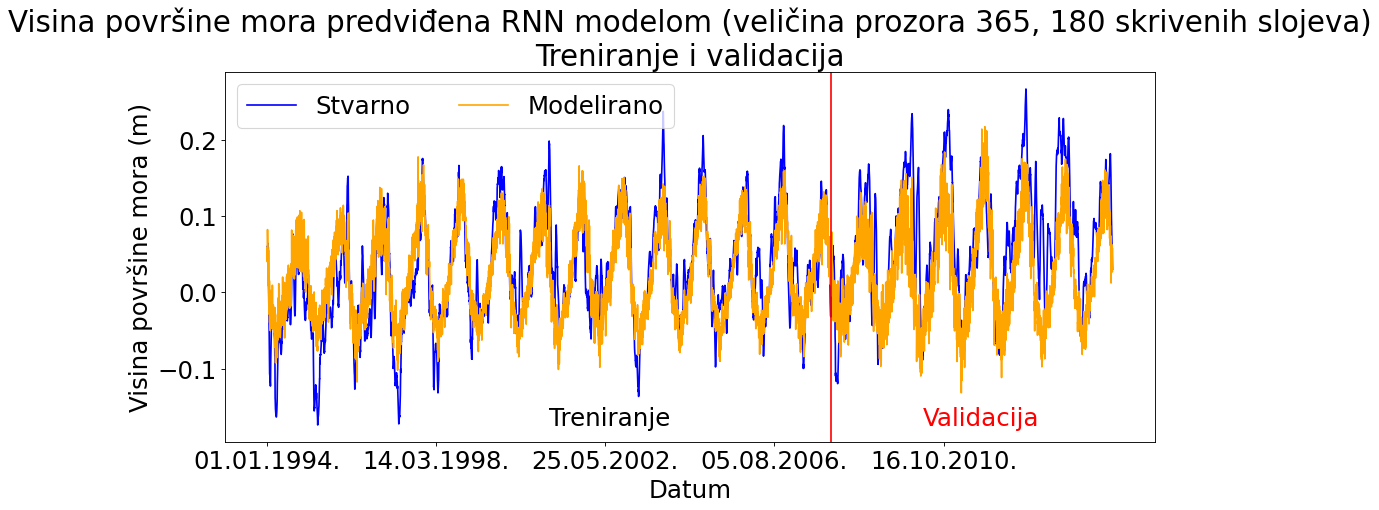 Visina površine mora predviđena RNN modelom (veličina prozora 365, 180 skrivenih slojeva)
Treniranje i validacija
Stvarno Modelirano
Visina površine mora (m)
0.2
0.1
0.0
−0.1
Treniranje Validacija
01.01.1994. 14.03.1998. 25.05.2002. 05.08.2006. 16.10.2010.
Datum